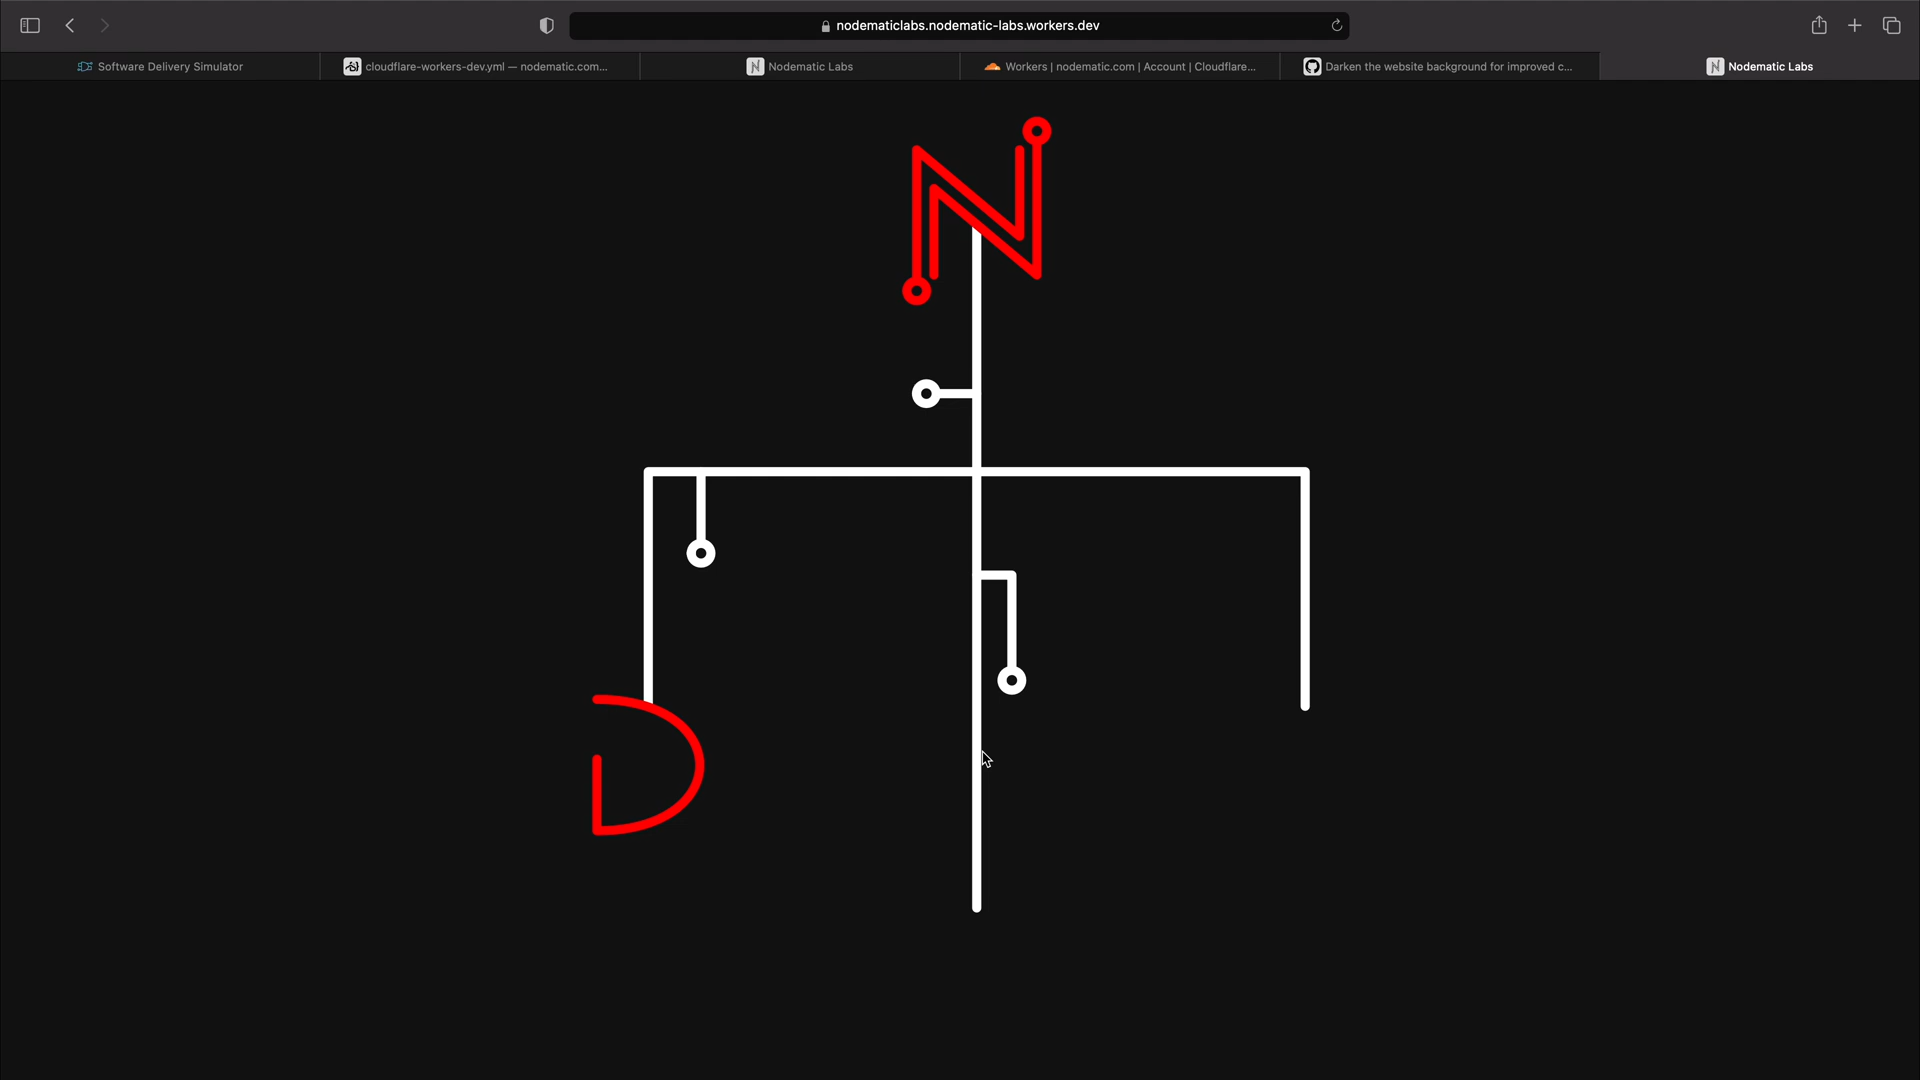 nodematiclabs.nodematic-labs.workers.dev
Software Delivery Simulator
cloudflare-workers-dev.yml — nodematic.com...
Nodematic Labs
Workers | nodematic.com | Account | Cloudflare...
Darken the website background for improved c...
Nodematic Labs
N
D